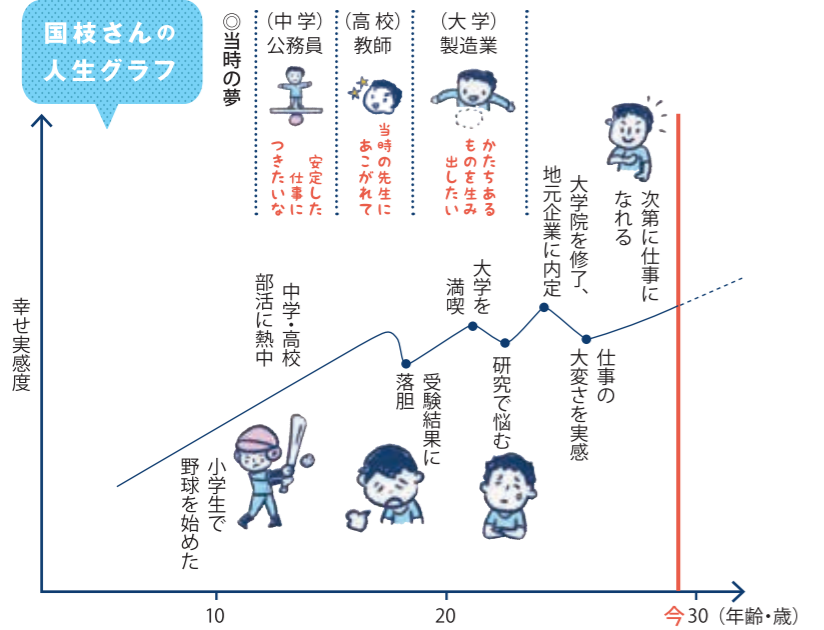 国枝さんの
人生グラフ
◎当時の夢
（中 学）
公務員
安定した
仕事に
つきたいな
（高 校）
教師
当時の先生に
あこがれて
（大 学）
製造業
かたちある
ものを生み
出したい
幸せ実感度
小学生で
野球を始めた
中学・高校
部活に熱中
受験結果に
落胆
大学を
満喫
研究で悩む
大学院を修了、
地元企業に内定
仕事の
大変さを実感
次第に仕事に
なれる
10
20
今
30（年齢・歳）